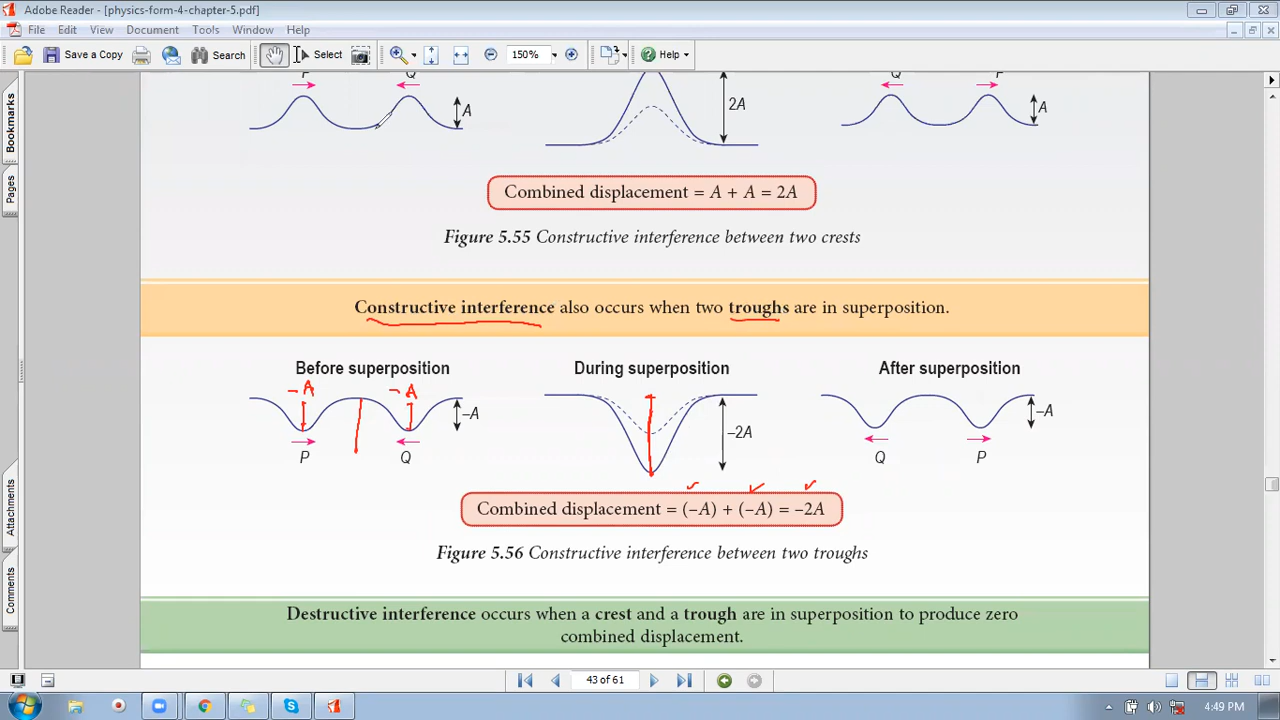 Adobe Reader - [physics-form-4-chapter-5.pdf]
File Edit View Document Tools Window Help
Save a Copy Search Select 150% Help
P Q Q P
A 2A A
Combined displacement = A + A = 2A
Figure 5.55 Constructive interference between two crests
Constructive interference also occurs when two troughs are in superposition.
Before superposition During superposition After superposition
-A -A
–A –2A –A
P Q Q P
Combined displacement = (–A) + (–A) = –2A
Figure 5.56 Constructive interference between two troughs
Destructive interference occurs when a crest and a trough are in superposition to produce zero
combined displacement.
Bookmarks
Pages
Attachments
Comments
43 of 61
4:49 PM